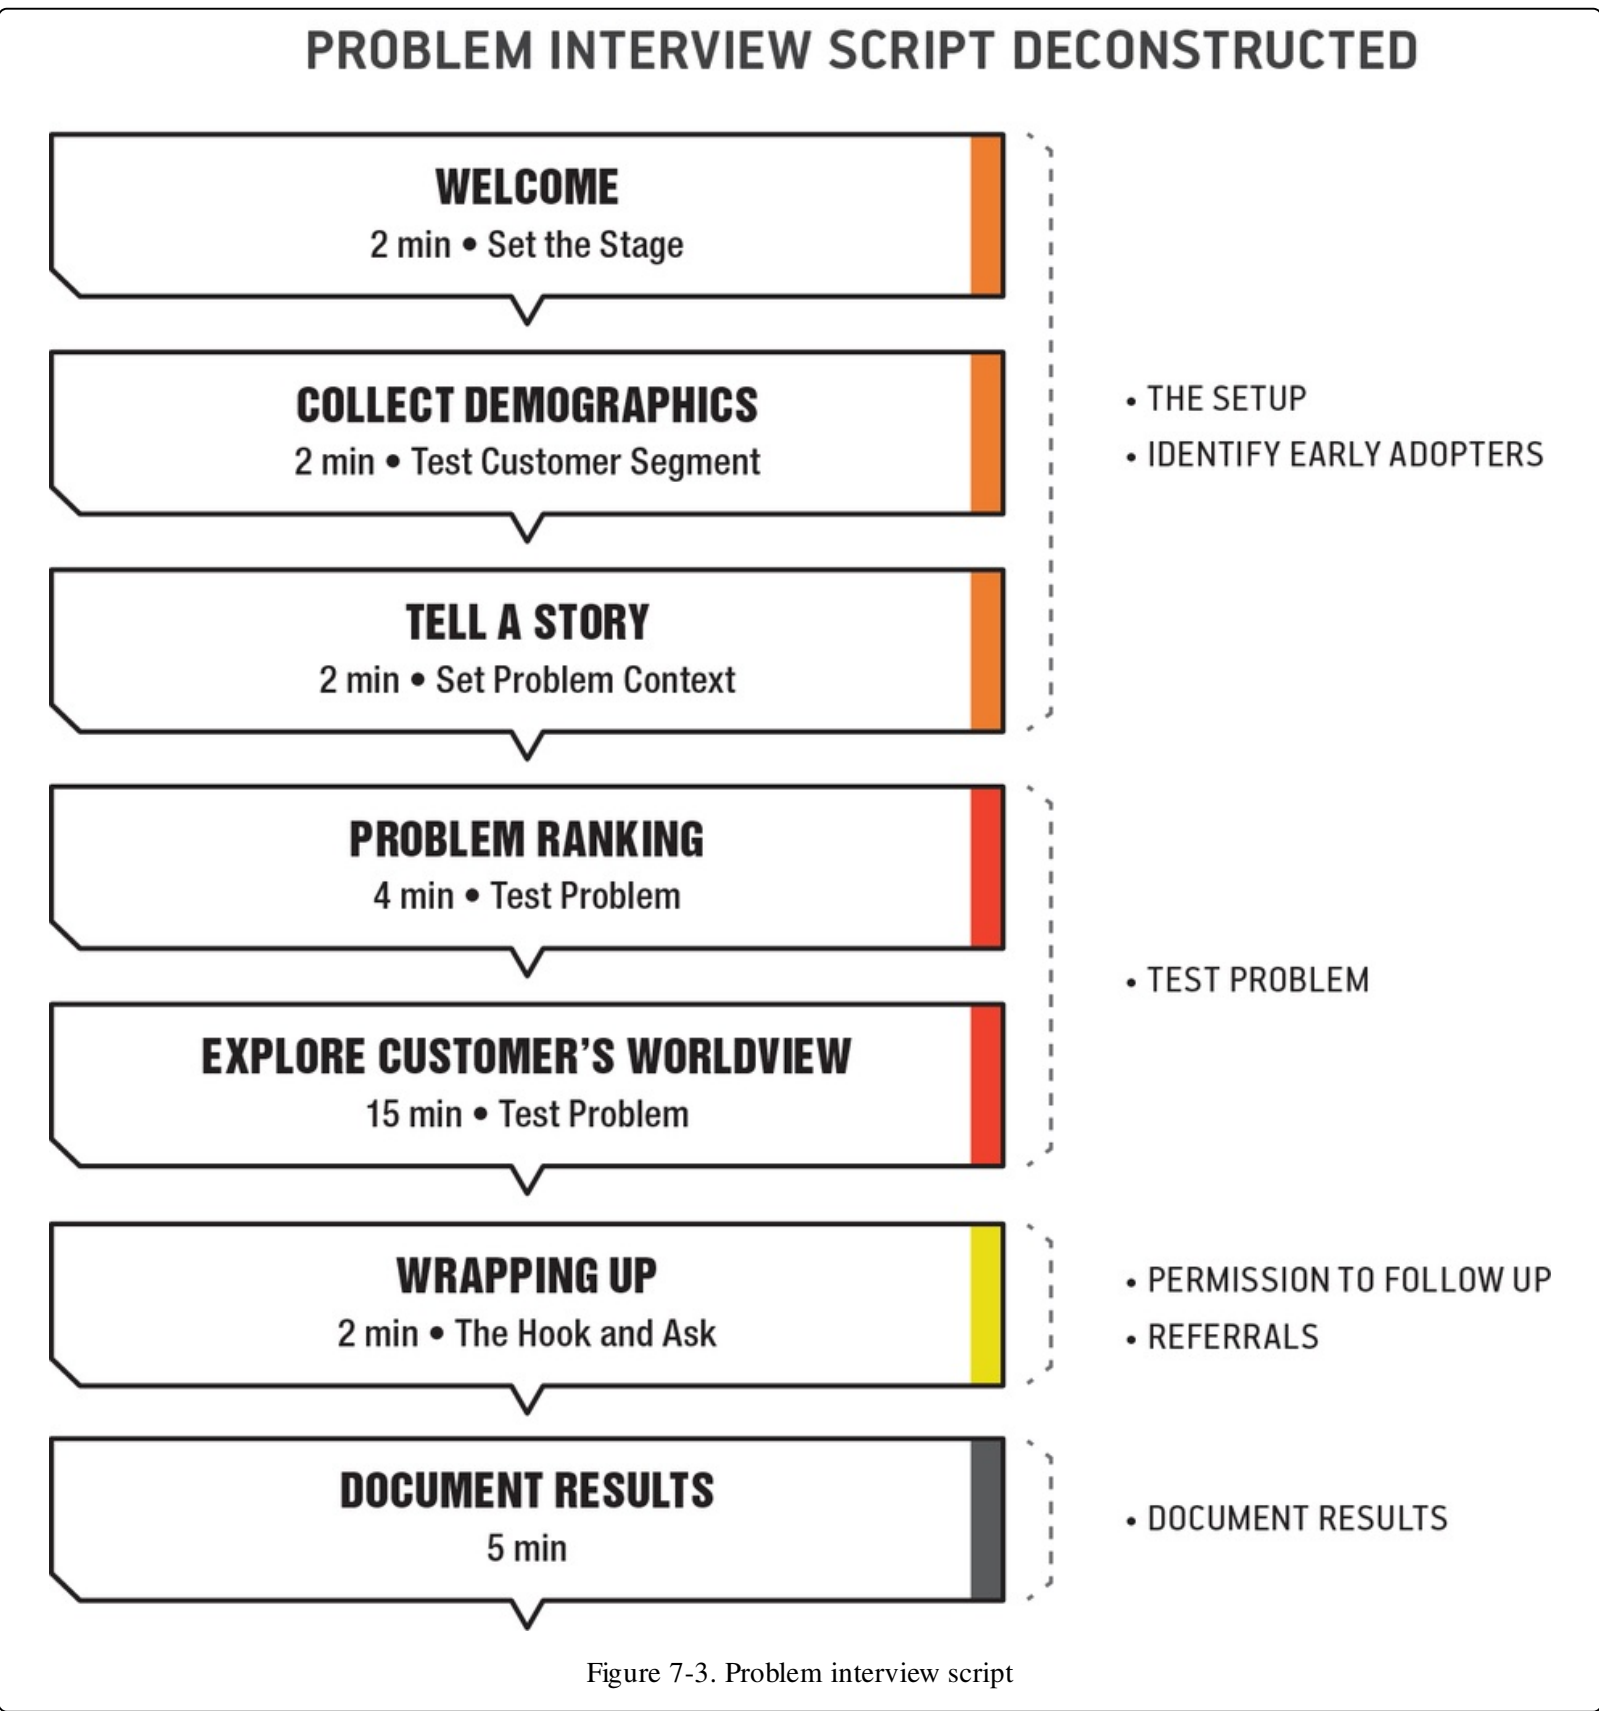 PROBLEM INTERVIEW SCRIPT DECONSTRUCTED
WELCOME
2 min • Set the Stage
COLLECT DEMOGRAPHICS
2 min • Test Customer Segment
TELL A STORY
2 min • Set Problem Context
• THE SETUP
• IDENTIFY EARLY ADOPTERS
PROBLEM RANKING
4 min • Test Problem
EXPLORE CUSTOMER’S WORLDVIEW
15 min • Test Problem
• TEST PROBLEM
WRAPPING UP
2 min • The Hook and Ask
• PERMISSION TO FOLLOW UP
• REFERRALS
DOCUMENT RESULTS
5 min
• DOCUMENT RESULTS
Figure 7-3. Problem interview script